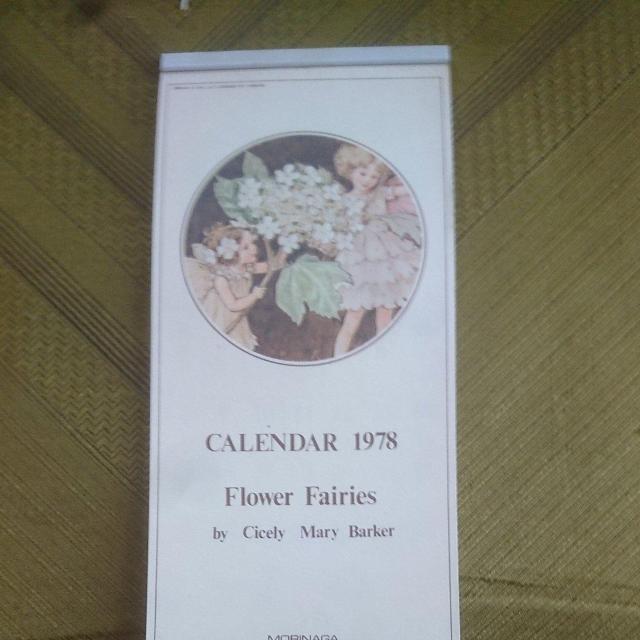 CALENDAR 1978
Flower Fairies
by Cicely Mary Barker
MORINAGA